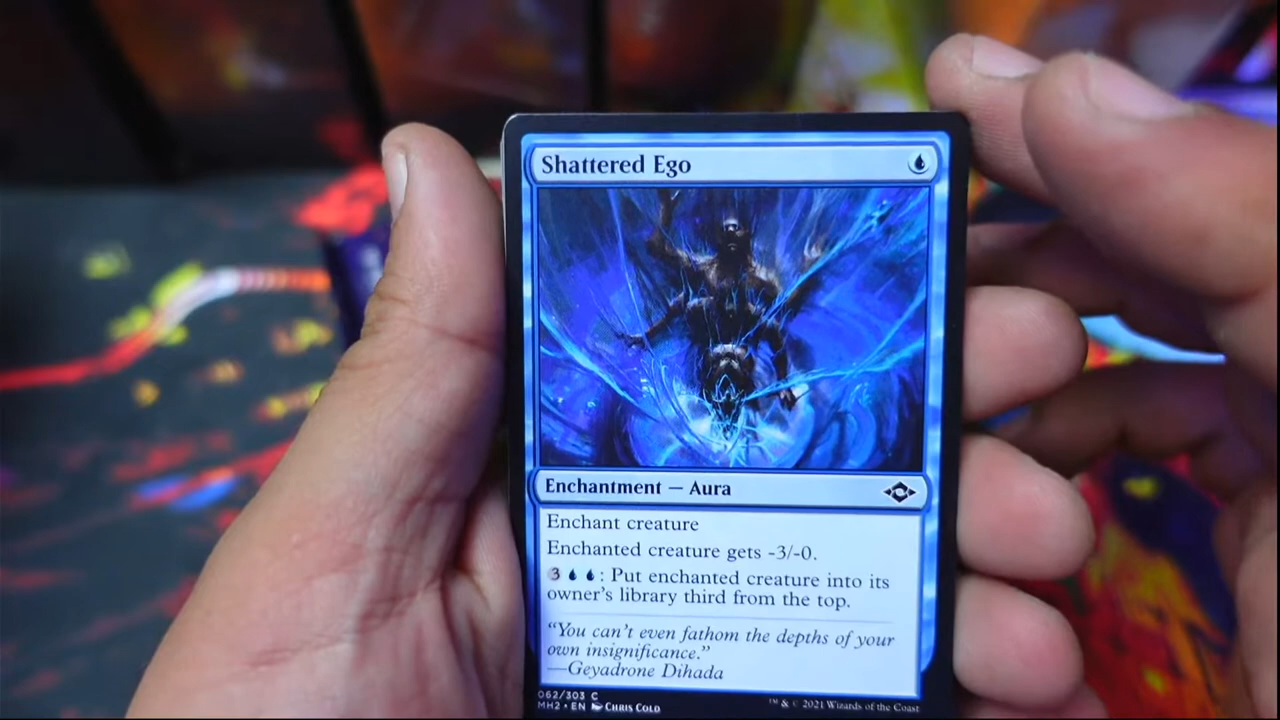 Shattered Ego
Enchantment — Aura
Enchant creature
Enchanted creature gets -3/-0.
3: Put enchanted creature into its
owner's library third from the top.
"You can't even fathom the depths of your
own insignificance."
—Geyadrone Dihada
062/303 C
MH2 • EN Chris Cold
™ & © 2021 Wizards of the Coast